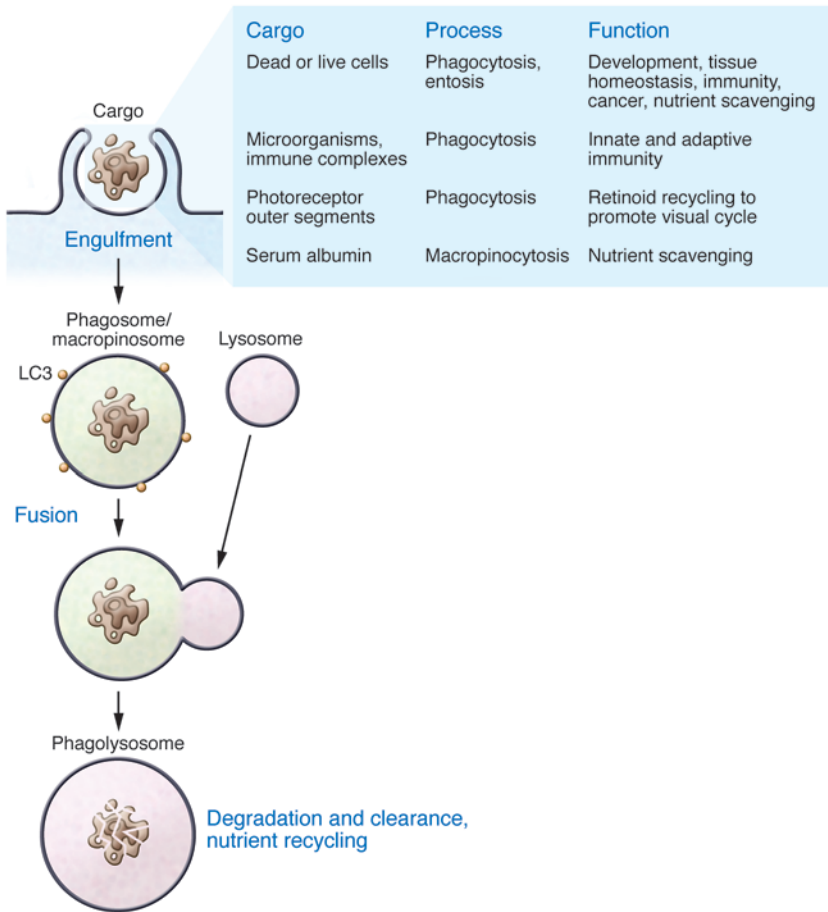 Cargo Process Function
Dead or live cells Phagocytosis, Development, tissue
entosis homeostasis, immunity,
cancer, nutrient scavenging
Cargo
Microorganisms, Phagocytosis Innate and adaptive
immune complexes immunity
Photoreceptor Phagocytosis Retinoid recycling to
outer segments promote visual cycle
Engulfment
Serum albumin Macropinocytosis Nutrient scavenging
Phagosome/
macropinosome Lysosome
LC3
Fusion
Phagolysosome
Degradation and clearance,
nutrient recycling